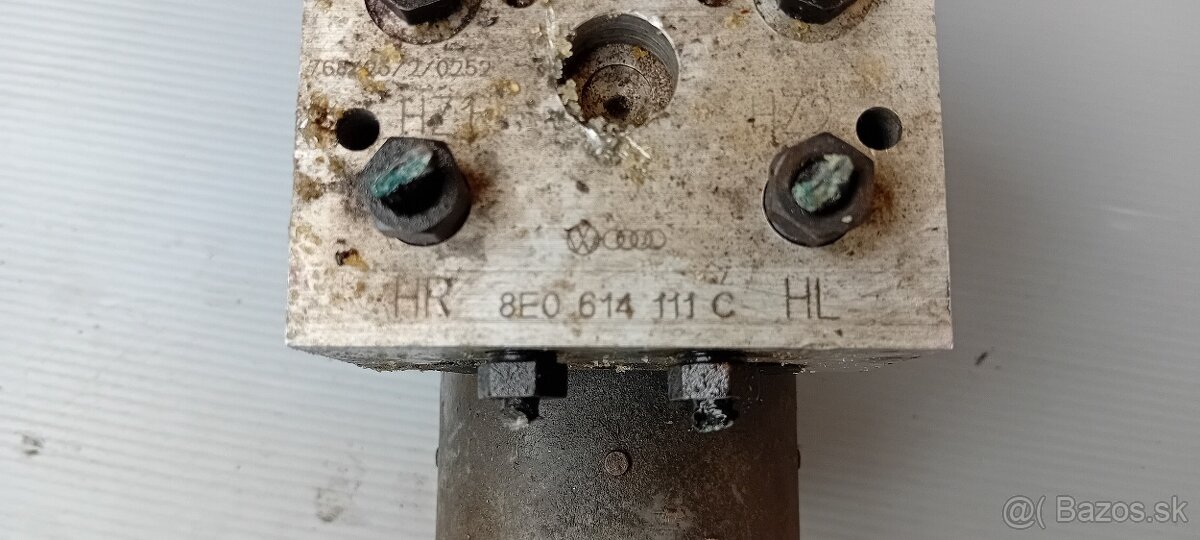 HZ1
HZ2
HR 8E0 614 111 C HL
@( Bazos.sk